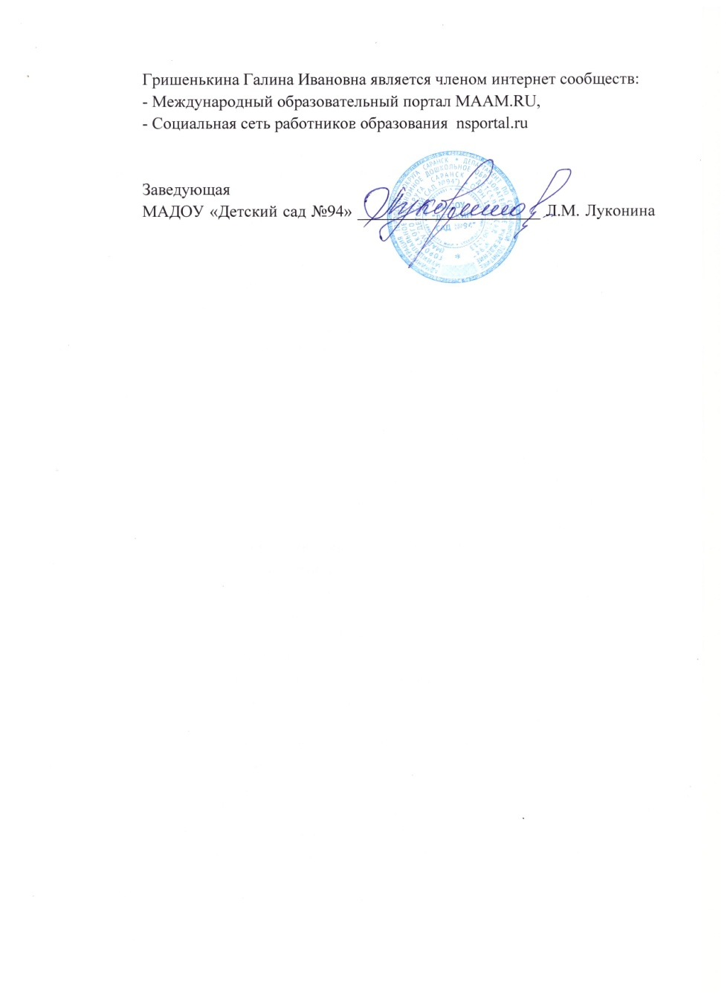 Гришенькина Галина Ивановна является членом интернет сообществ:
- Международный образовательный портал MAAM.RU,
- Социальная сеть работников образования nsportal.ru
Заведующая
МАДОУ «Детский сад №94» Л.М. Луконина